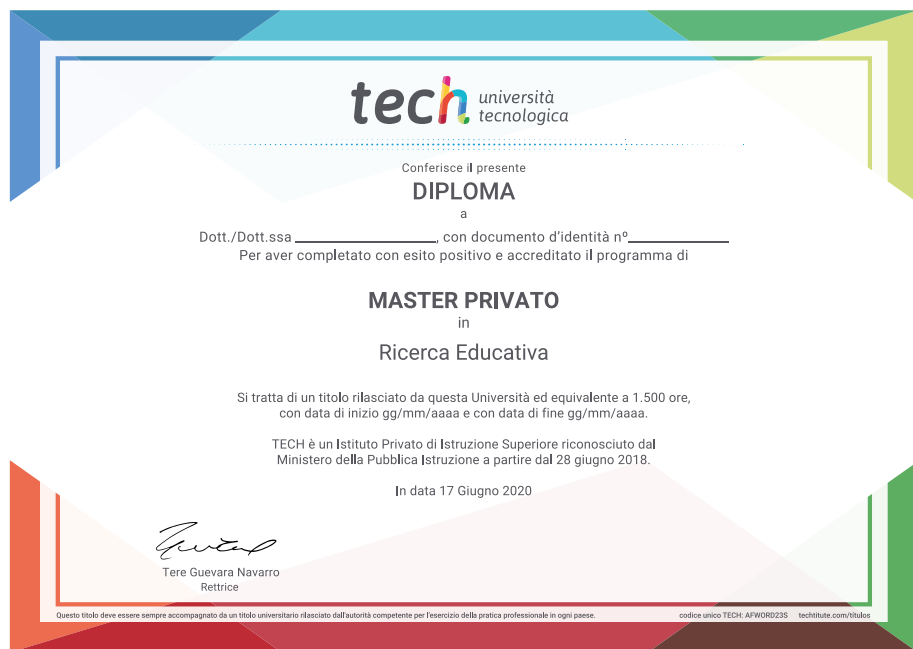 tech università
tecnologica
Conferisce il presente
DIPLOMA
a
Dott./Dott.ssa ________________, con documento d'identità nº____________
Per aver completato con esito positivo e accreditato il programma di
MASTER PRIVATO
in
Ricerca Educativa
Si tratta di un titolo rilasciato da questa Università ed equivalente a 1.500 ore,
con data di inizio gg/mm/aaaa e con data di fine gg/mm/aaaa.
TECH è un Istituto Privato di Istruzione Superiore riconosciuto dal
Ministero della Pubblica Istruzione a partire dal 28 giugno 2018.
In data 17 Giugno 2020
Tere Guevara Navarro
Rettrice
Questo titolo deve essere sempre accompagnato da un titolo universitario rilasciato dall'autorità competente per l'esercizio della pratica professionale in ogni paese. codice unico TECH: AFWORD23S techtitute.com/titulos